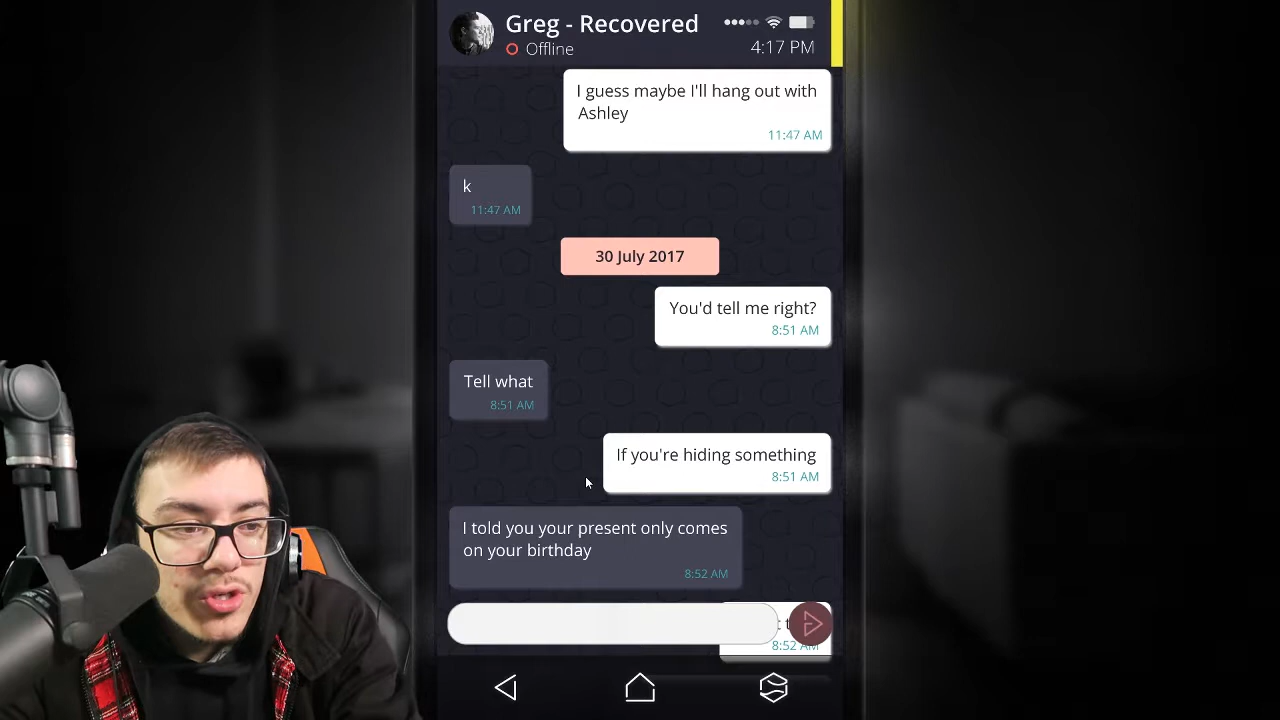 Greg - Recovered
Offline
4:17 PM
I guess maybe I'll hang out with
Ashley
11:47 AM
k
11:47 AM
30 July 2017
You'd tell me right?
8:51 AM
Tell what
8:51 AM
If you're hiding something
8:51 AM
I told you your present only comes
on your birthday
8:52 AM
8:52 AM